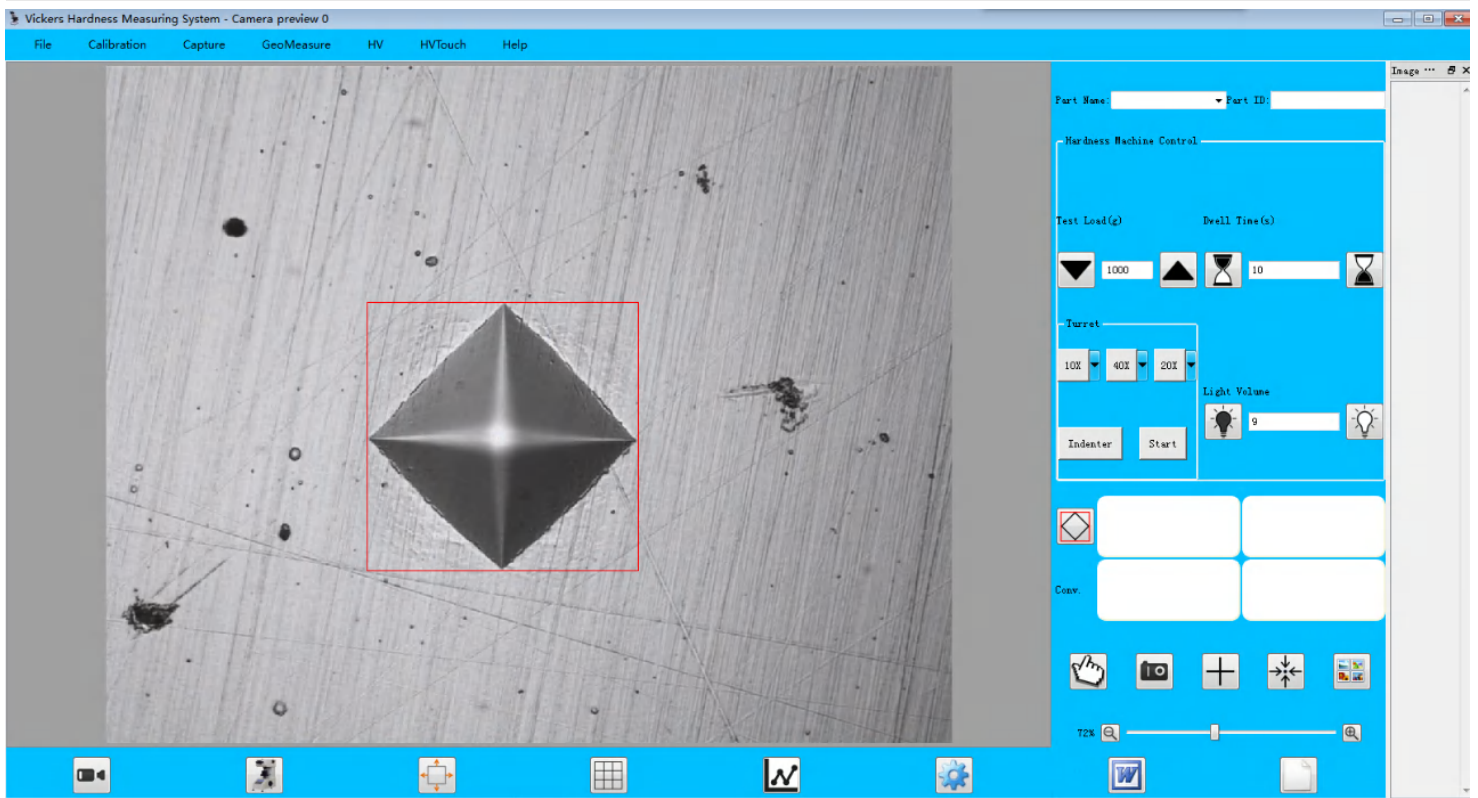 Vickers Hardness Measuring System - Camera preview 0
File Calibration Capture GeoMeasure HV HVTouch Help
Image ...
Part Name: Part ID:
Hardness Machine Control
Test Load(g) Dwell Time(s)
1000 10
Turret
10X 40X 20X
Light Volume
9
Indenter Start
Conv.
72%
W